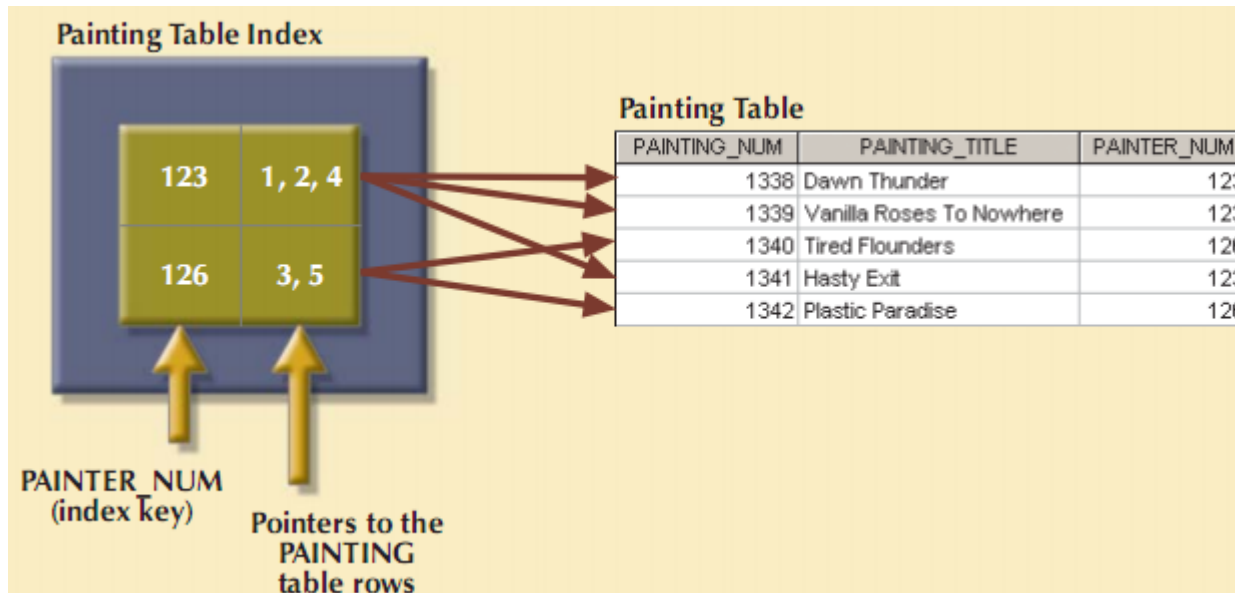 Painting Table Index
123 1, 2, 4
126 3, 5
PAINTER_NUM
(index key)
Pointers to the
PAINTING
table rows
Painting Table
PAINTING_NUM PAINTING_TITLE PAINTER_NUM
1338 Dawn Thunder
1339 Vanilla Roses To Nowhere
1340 Tired Flounders
1341 Hasty Exit
1342 Plastic Paradise